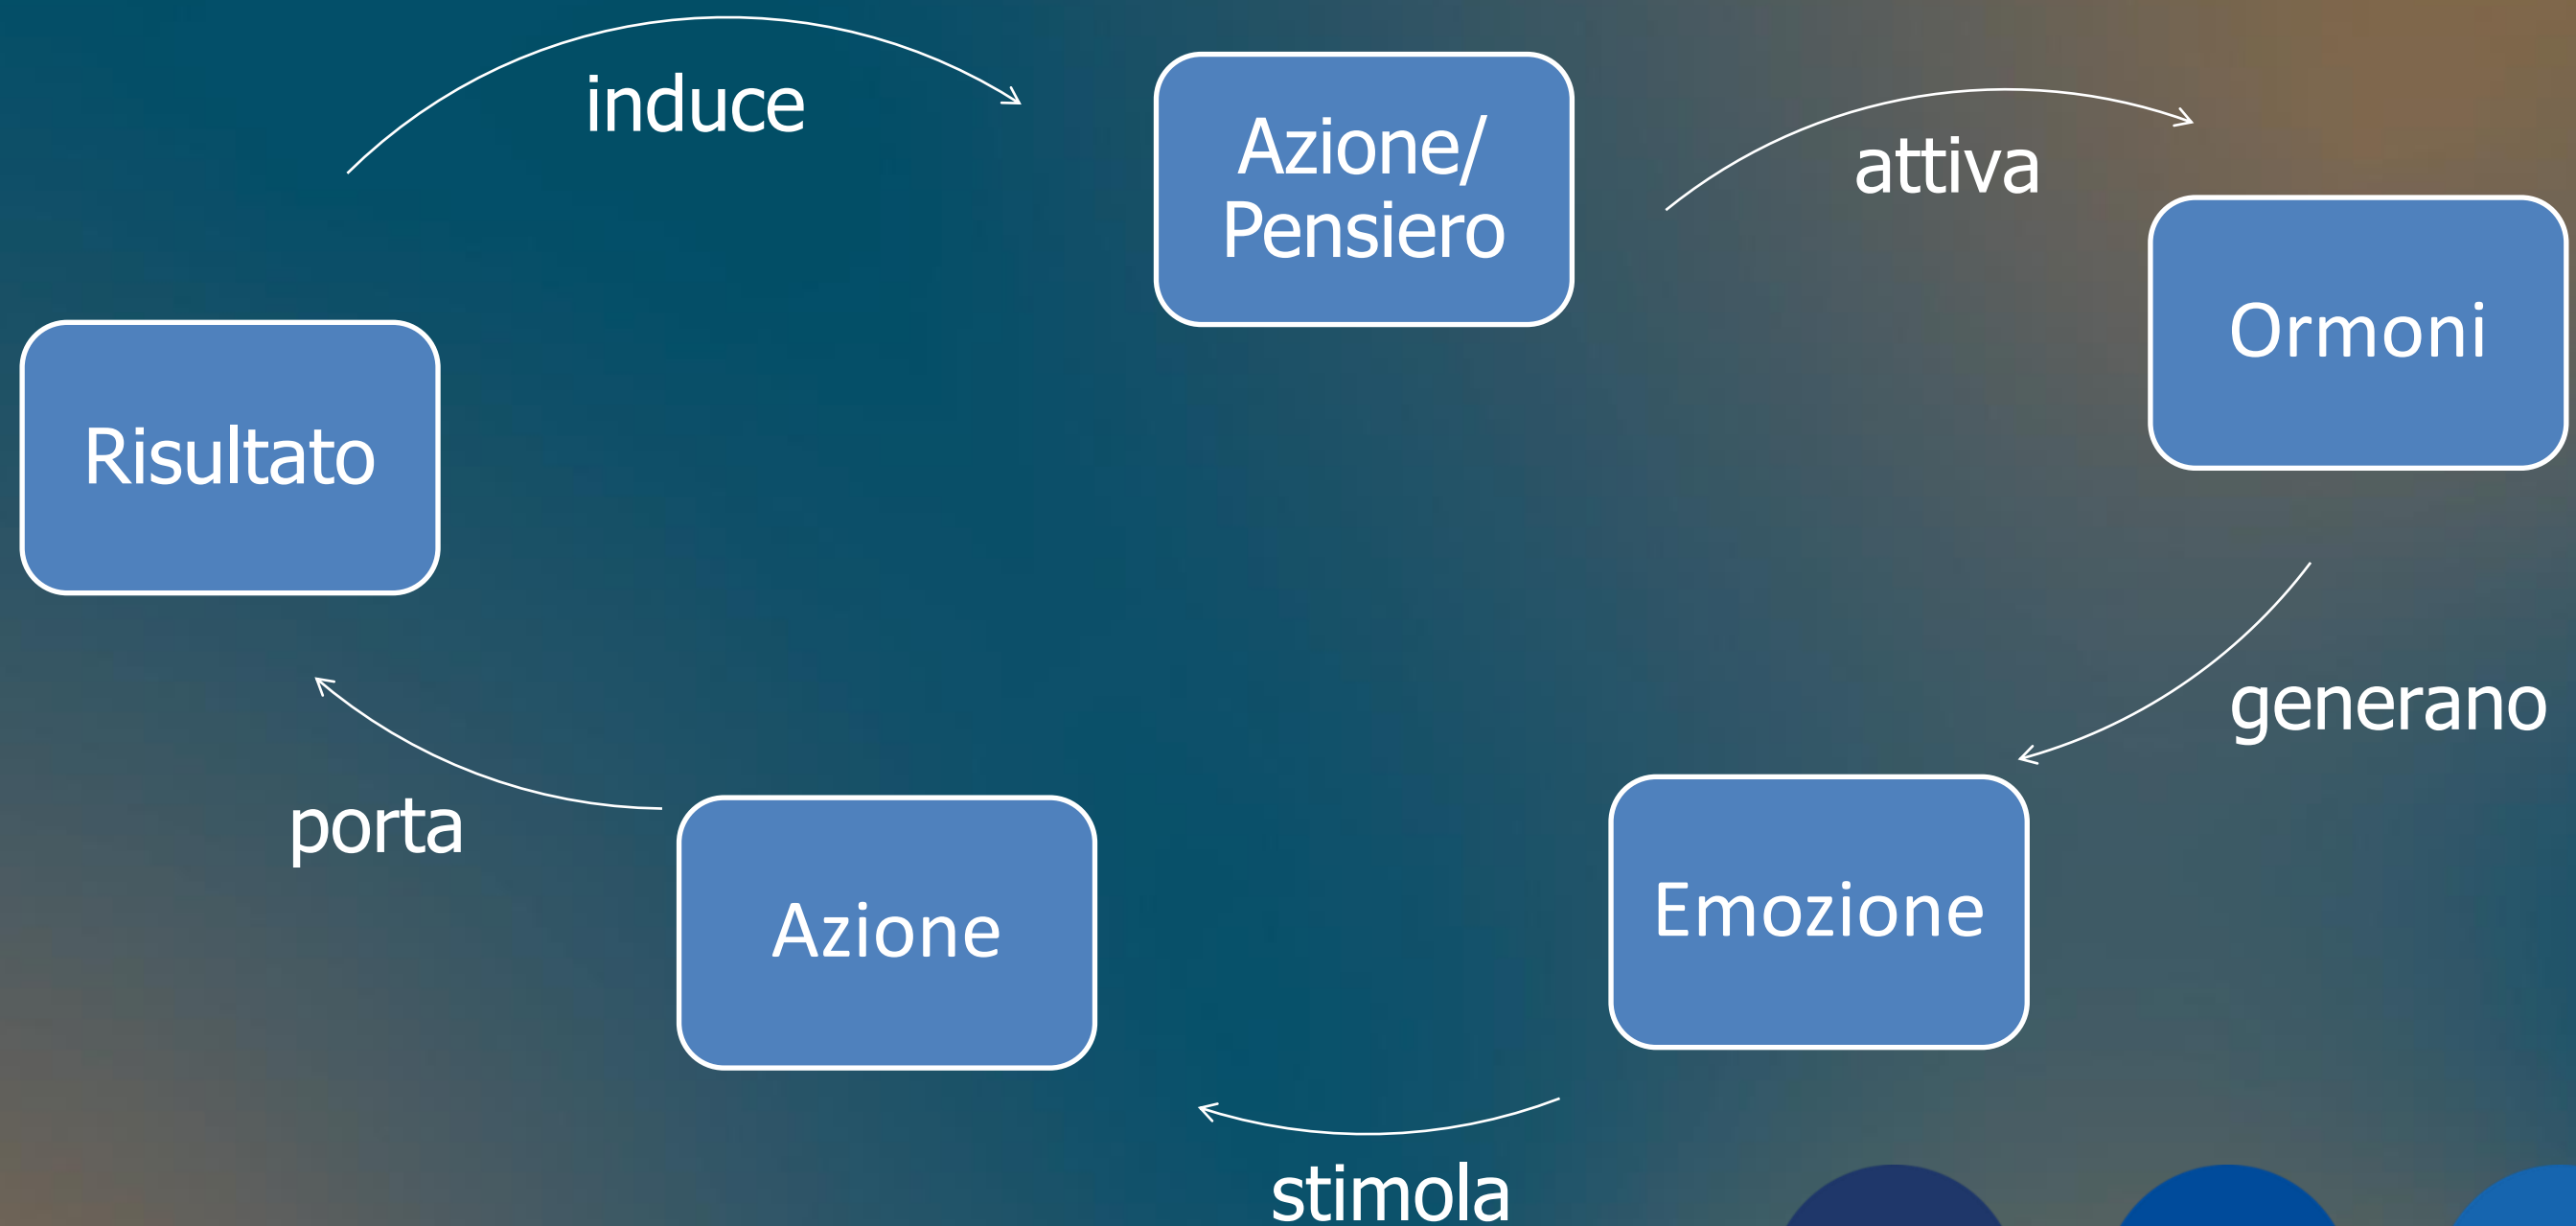 induce
Azione/
Pensiero
attiva
Ormoni
Risultato
generano
porta
Azione
Emozione
stimola